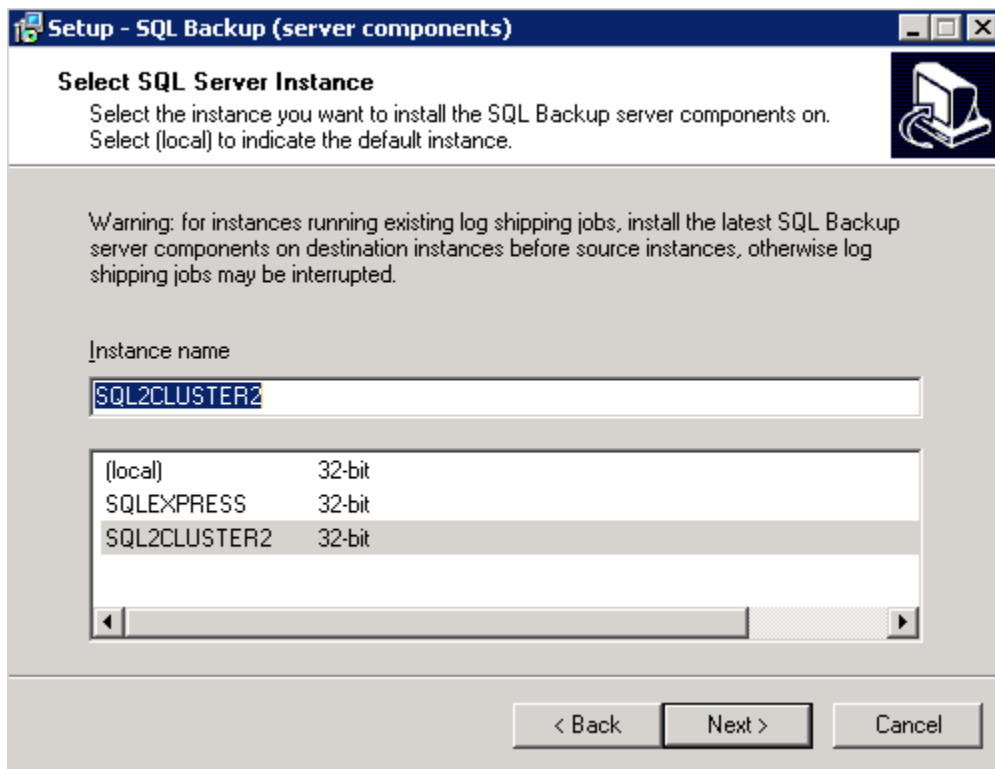 Setup - SQL Backup (server components)
Select SQL Server Instance
Select the instance you want to install the SQL Backup server components on.
Select (local) to indicate the default instance.
Warning: for instances running existing log shipping jobs, install the latest SQL Backup
server components on destination instances before source instances, otherwise log
shipping jobs may be interrupted.
Instance name
SQL2CLUSTER2
(local) 32-bit
SQLEXPRESS 32-bit
SQL2CLUSTER2 32-bit
< Back Next > Cancel